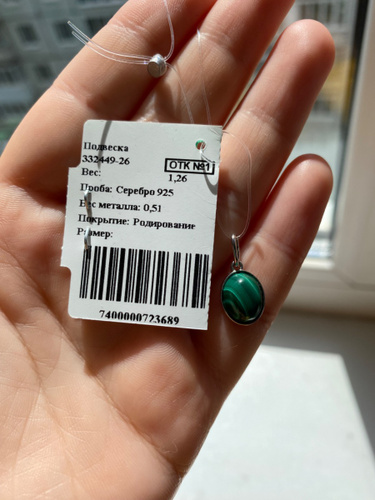 Подвеска
332449-26
Вес: ОТК №1
1,26
Проба: Серебро 925
Вес металла: 0,51
Покрытие: Родирование
Размер:
7400000723689